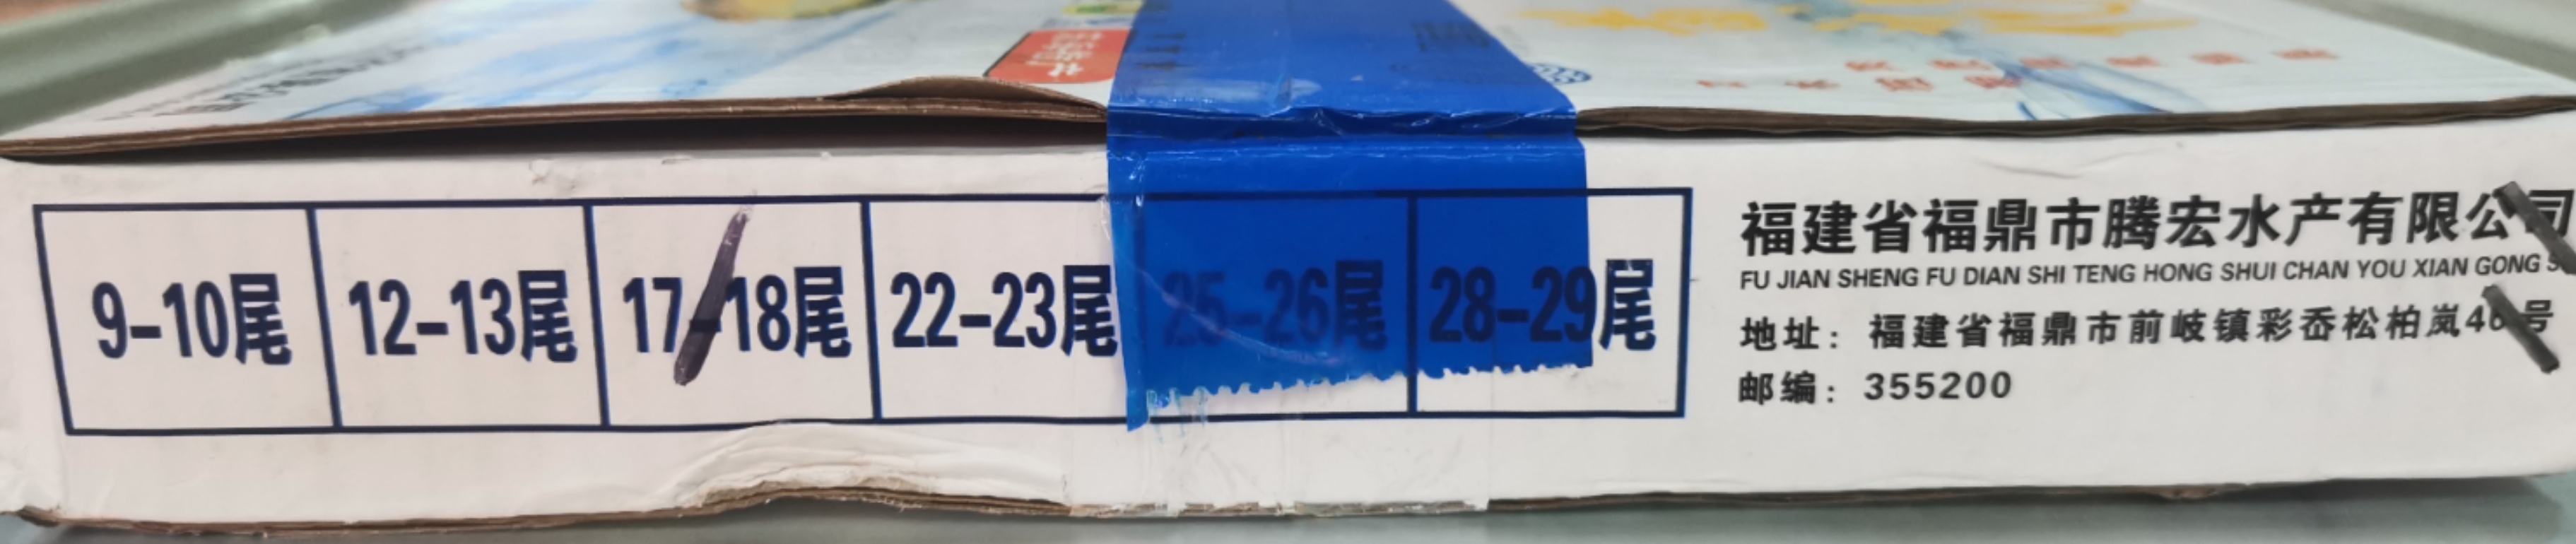 9-10尾 12-13尾 17-18尾 22-23尾 25-26尾 28-29尾
福建省福鼎市腾宏水产有限公司
FU JIAN SHENG FU DIAN SHI TENG HONG SHUI CHAN YOU XIAN GONG
地址：福建省福鼎市前岐镇彩岙松柏岚46号
邮编：355200